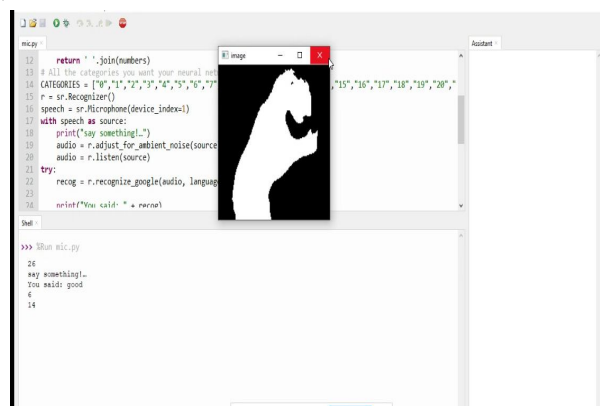 mic.py ×
Assistant ×
12 return ' '.join(numbers)
13 # All the categories you want your neural net
14 CATEGORIES = ["0","1","2","3","4","5","6","7" "15","16","17","18","19","20","
15 r = sr.Recognizer()
16 speech = sr.Microphone(device_index=1)
17 with speech as source:
18 print("say something!…")
19 audio = r.adjust_for_ambient_noise(source
20 audio = r.listen(source)
21 try:
22 recog = r.recognize_google(audio, languag
23
24 print("You said: " + recog)
image
Shell ×
>>> %Run mic.py
26
say something!…
You said: good
6
14